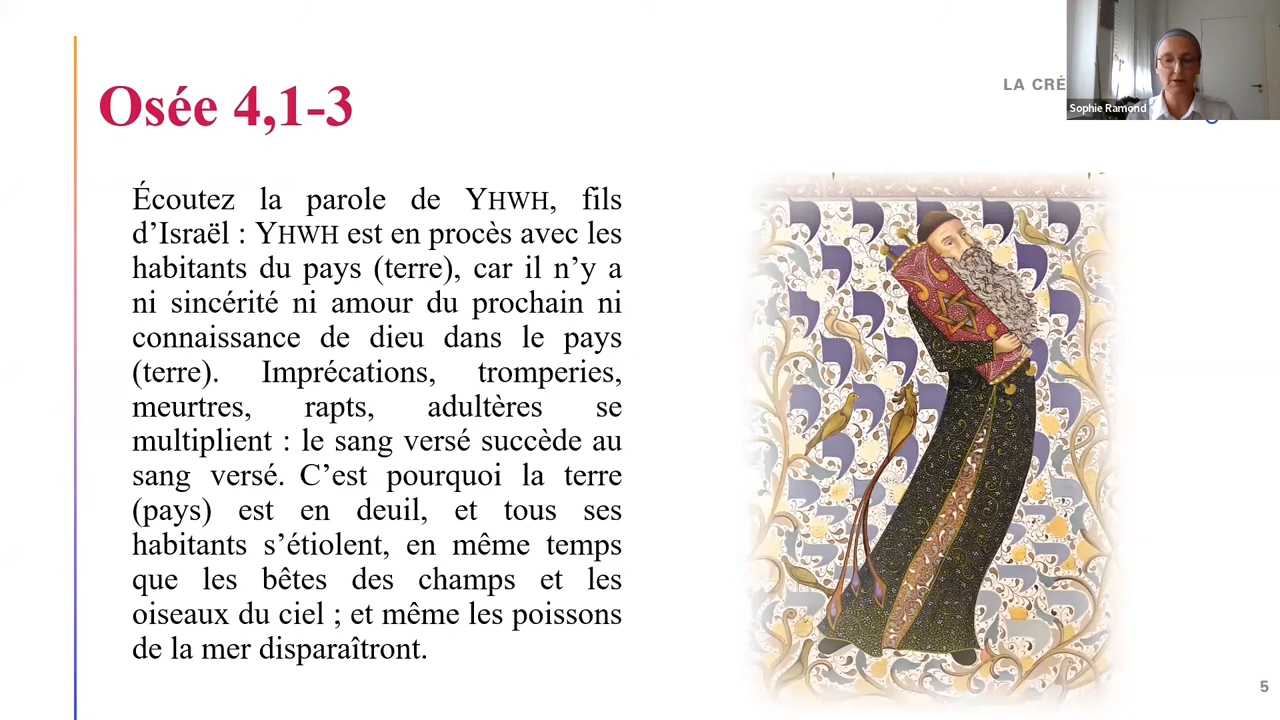 Osée 4,1-3
LA CRÉ
Sophie Ramond
Écoutez la parole de YHWH, fils
d’Israël : YHWH est en procès avec les
habitants du pays (terre), car il n’y a
ni sincérité ni amour du prochain ni
connaissance de dieu dans le pays
(terre). Imprécations, tromperies,
meurtres, rapts, adultères se
multiplient : le sang versé succède au
sang versé. C’est pourquoi la terre
(pays) est en deuil, et tous ses
habitants s’étiolent, en même temps
que les bêtes des champs et les
oiseaux du ciel ; et même les poissons
de la mer disparaîtront.
5